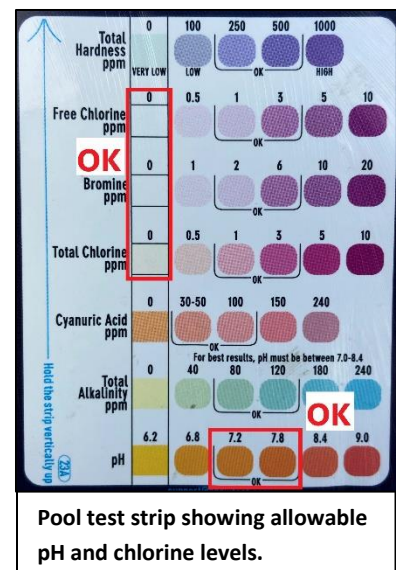 0 100 250 500 1000
Total
Hardness
ppm
VERY LOW LOW OK HIGH
0 0.5 1 3 5 10
Free Chlorine
ppm
OK
OK
0 1 2 6 10 20
Bromine
ppm
OK
0 0.5 1 3 5 10
Total Chlorine
ppm
OK
0 30-50 100 150 240
Cyanuric Acid
ppm
OK
For best results, pH must be between 7.0-8.4
0 40 80 120 180 240
Total
Alkalinity
ppm
OK
OK
6.2 6.8 7.2 7.8 8.4 9.0
pH
OK
Hold the strip vertically up
23A
Pool test strip showing allowable
pH and chlorine levels.